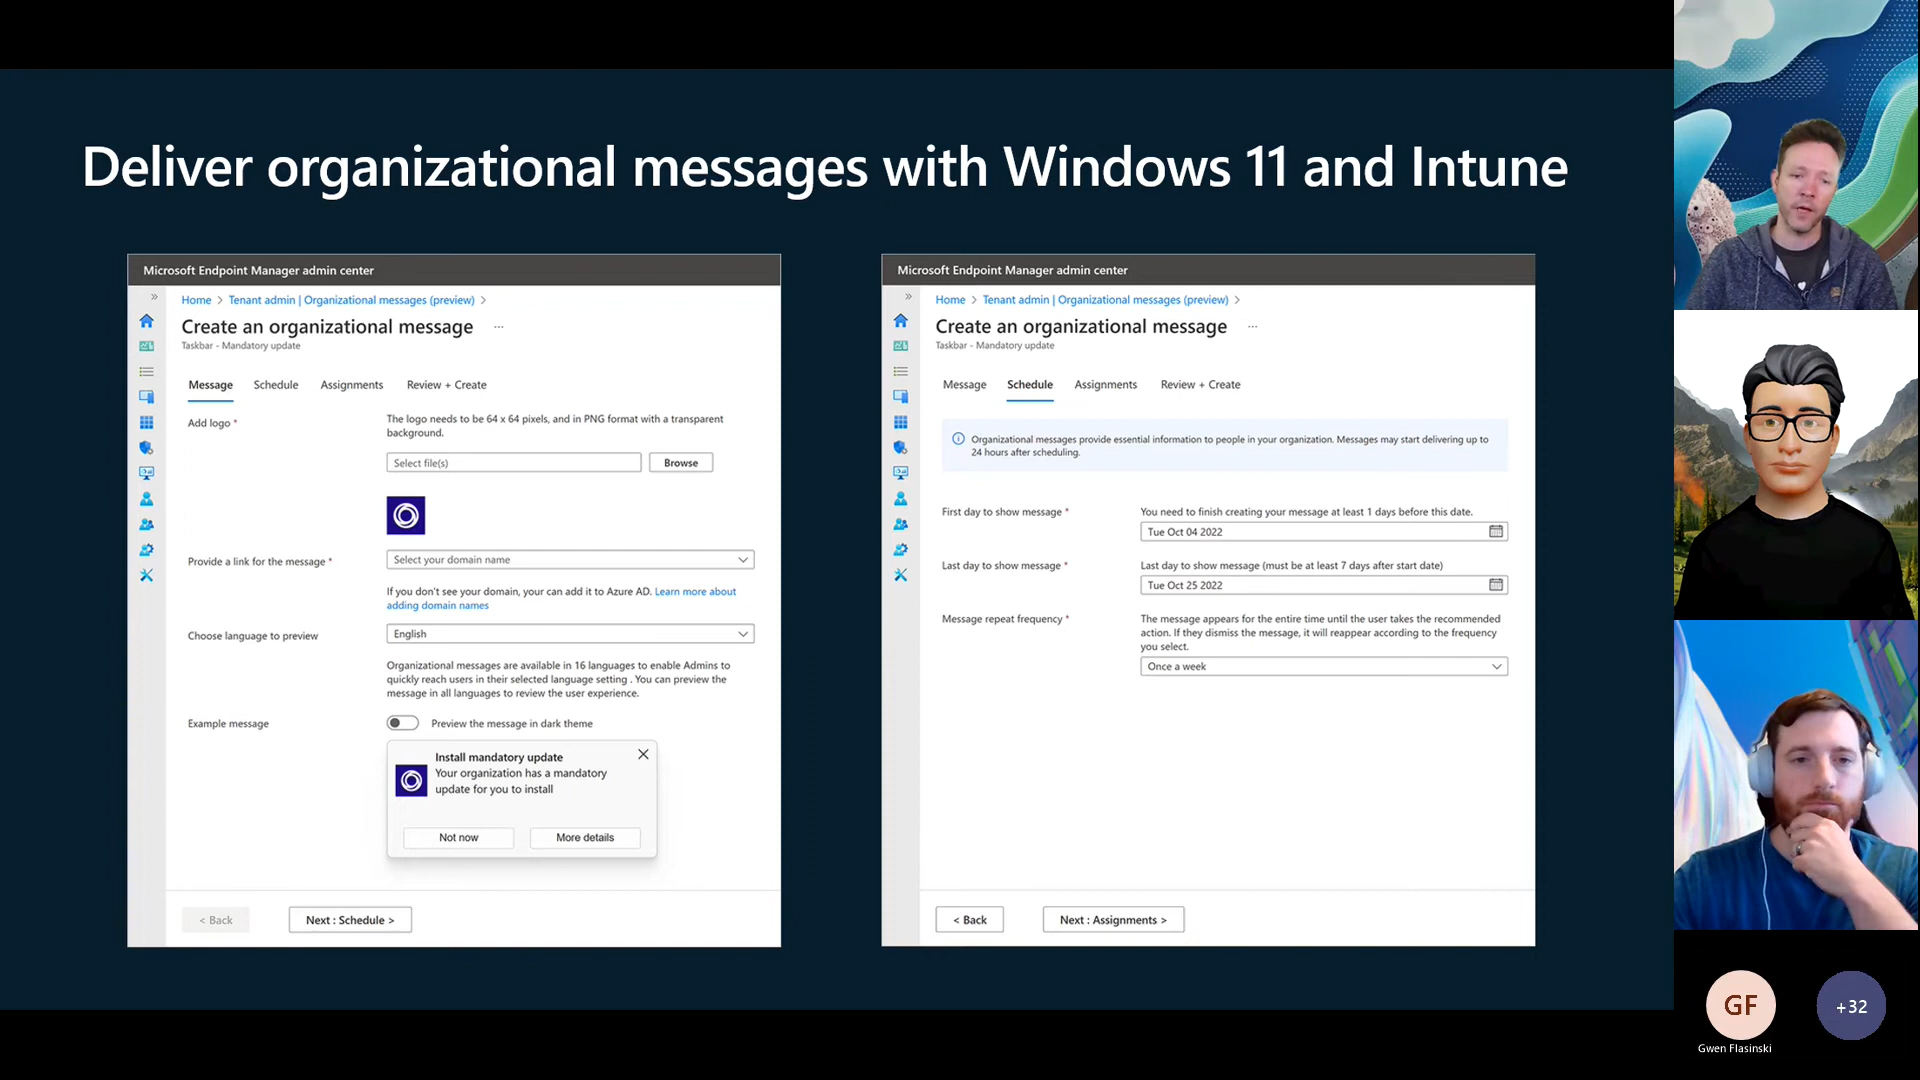 Deliver organizational messages with Windows 11 and Intune
Microsoft Endpoint Manager admin center
Home > Tenant admin | Organizational messages (preview) >
Create an organizational message ...
Taskbar - Mandatory update
Message Schedule Assignments Review + Create
Add logo *
The logo needs to be 64 x 64 pixels, and in PNG format with a transparent
background.
Select file(s)
Browse
Provide a link for the message *
Select your domain name
If you don't see your domain, your can add it to Azure AD. Learn more about
adding domain names
Choose language to preview
English
Organizational messages are available in 16 languages to enable Admins to
quickly reach users in their selected language setting . You can preview the
message in all languages to review the user experience.
Example message
Preview the message in dark theme
Install mandatory update
Your organization has a mandatory
update for you to install
Not now
More details
< Back
Next : Schedule >
Microsoft Endpoint Manager admin center
Home > Tenant admin | Organizational messages (preview) >
Create an organizational message ...
Taskbar - Mandatory update
Message Schedule Assignments Review + Create
Organizational messages provide essential information to people in your organization. Messages may start delivering up to
24 hours after scheduling.
First day to show message *
You need to finish creating your message at least 1 days before this date.
Tue Oct 04 2022
Last day to show message *
Last day to show message (must be at least 7 days after start date)
Tue Oct 25 2022
Message repeat frequency *
The message appears for the entire time until the user takes the recommended
action. If they dismiss the message, it will reappear according to the frequency
you select.
Once a week
< Back
Next : Assignments >
GF
Gwen Flasinski
+32